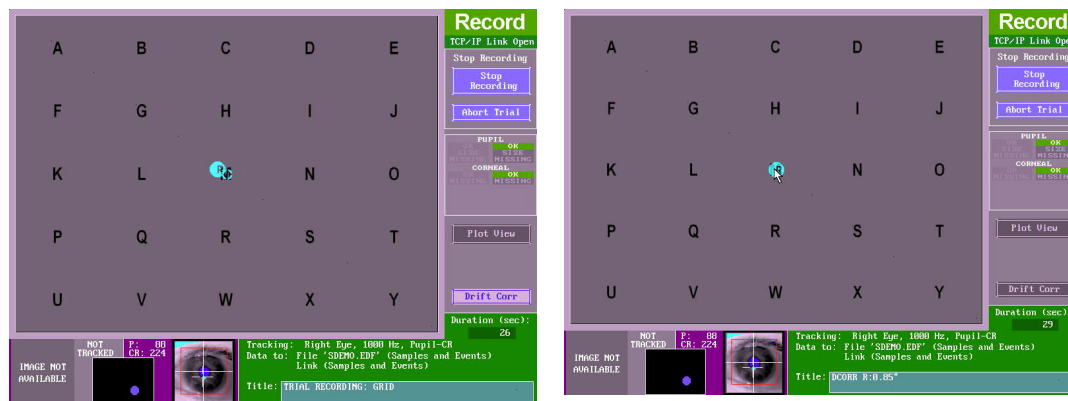 Record
TCP/IP Link Open
A B C D E
Stop Recording
Stop
Recording
F G H I J
Abort Trial
PUPIL
OK
SIZE
MISSING
CORNEAL
OK
MISSING
K L N O
R
P Q R S T
Plot View
U V W X Y
Drift Corr
Duration (sec):
26
IMAGE NOT
AVAILABLE
NOT
TRACKED
P: 88
CR: 224
Tracking: Right Eye, 1000 Hz, Pupil-CR
Data to: File 'SDEMO.EDF' (Samples and Events)
Link (Samples and Events)
Title: TRIAL RECORDING: GRID
Record
TCP/IP Link Ope
A B C D E
Stop Recording
Stop
Recording
F G H I J
Abort Trial
PUPIL
OK
SIZE
MISSING
CORNEAL
OK
MISSING
K L N O
P Q R S T
Plot View
U V W X Y
Drift Corr
Duration (sec)
29
IMAGE NOT
AVAILABLE
NOT
TRACKED
P: 88
CR: 224
Tracking: Right Eye, 1000 Hz, Pupil-CR
Data to: File 'SDEMO.EDF' (Samples and Events)
Link (Samples and Events)
Title: DCORR R:0.85°